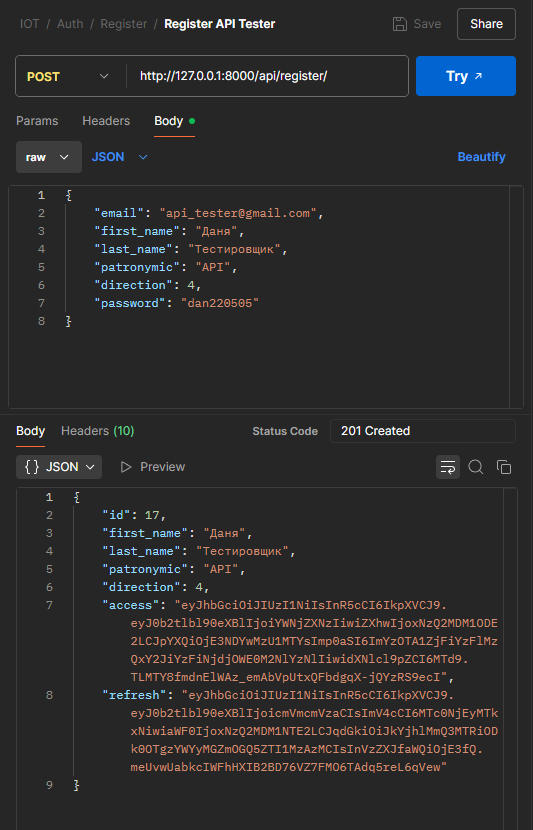 IOT / Auth / Register / Register API Tester Save Share
POST http://127.0.0.1:8000/api/register/ Try ↗
Params Headers Body
raw JSON Beautify
1 {
2 "email": "api_tester@gmail.com",
3 "first_name": "Даня",
4 "last_name": "Тестировщик",
5 "patronymic": "API",
6 "direction": 4,
7 "password": "dan220505"
8 }
Body Headers (10) Status Code 201 Created
{} JSON Preview
1 {
2 "id": 17,
3 "first_name": "Даня",
4 "last_name": "Тестировщик",
5 "patronymic": "API",
6 "direction": 4,
7 "access": "eyJhbGciOiJIUzI1NiIsInR5cCI6IkpXVCJ9.
eyJ0b2tlbl90eXBlIjoiYWNjZXNzIiwiZXhwIjoxNzQ2MDM1ODE
2LCJpYXQiOjE3NDYwMzU1MTYsImp0aSI6ImYzOTA1ZjFiYzFlMz
QxY2JiYzFiNjdjOWE0M2NlYzNlIiwidXNlcl9pZCI6MTd9.
TLMTY8fmdnElWAz_emAbVpUtxQFbdgqX-jQYzRS9ecI",
8 "refresh": "eyJhbGciOiJIUzI1NiIsInR5cCI6IkpXVCJ9.
eyJ0b2tlbl90eXBlIjoicmVmcmVzaCIsImV4cCI6MTc0NjEyMTk
xNiwiaWF0IjoxNzQ2MDM1NTE2LCJqdGkiOiJkYjhlMmQ3MTRiOD
k0OTgzYWYyMGZmOGQ5ZTI1MzAzMCIsInVzZXJfaWQiOjE3fQ.
meUvwUabkcIWFhHXIB2BD76VZ7FMO6TAdq5reL6qVew"
9 }